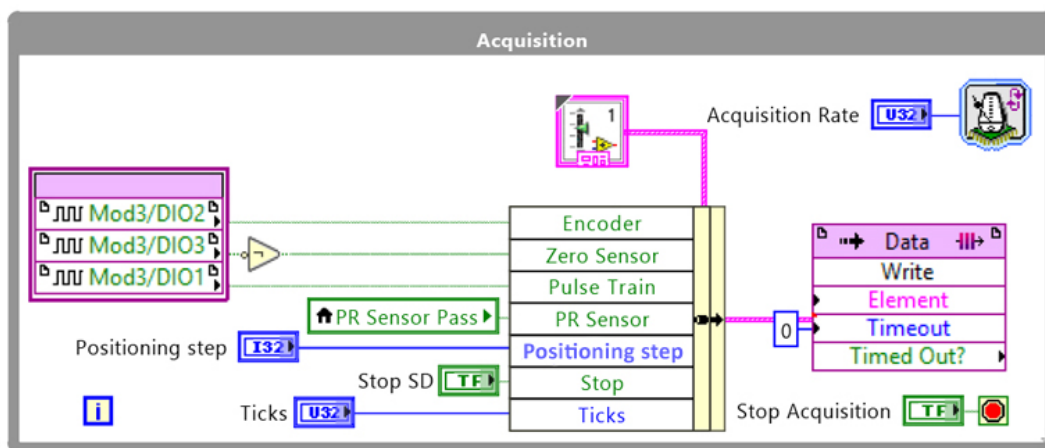 Acquisition
1
Acquisition Rate
U32
Mod3/DIO2
Mod3/DIO3
Mod3/DIO1
Encoder
Zero Sensor
Pulse Train
PR Sensor Pass
PR Sensor
Positioning step
I32
Positioning step
Stop SD
TF
Stop
i
Ticks
U32
Ticks
Data
Write
Element
0
Timeout
Timed Out?
Stop Acquisition
TF